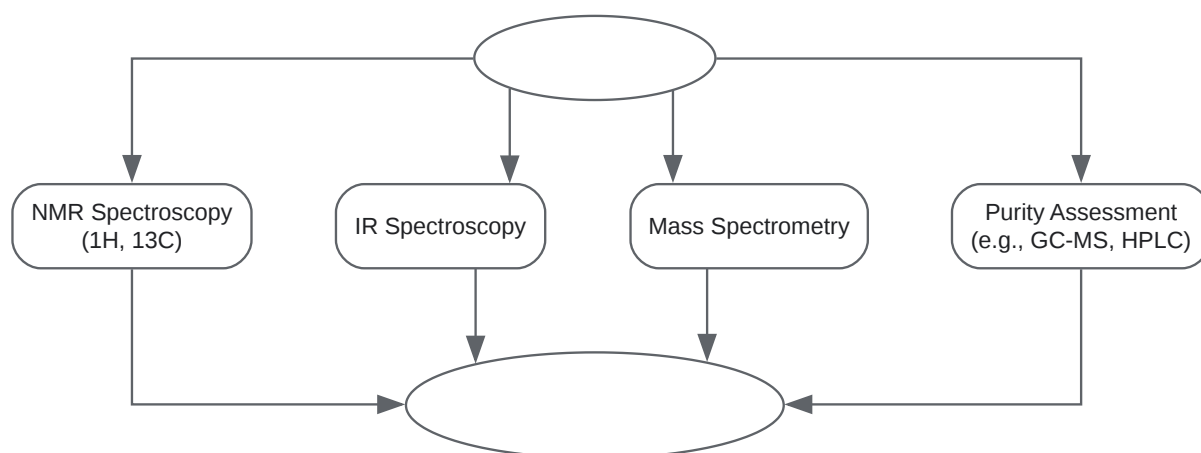 NMR Spectroscopy
(1H, 13C)
IR Spectroscopy
Mass Spectrometry
Purity Assessment
(e.g., GC-MS, HPLC)